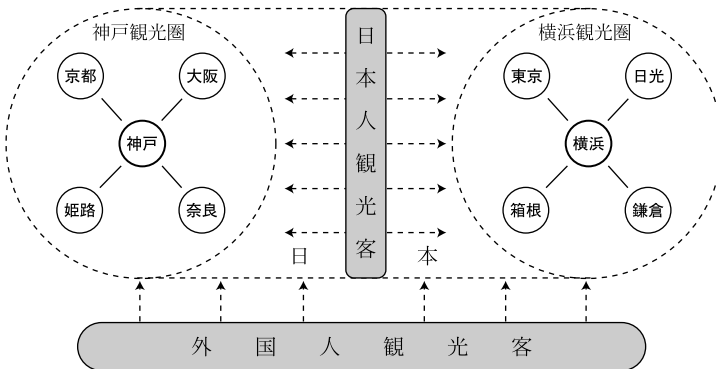 神戸観光圏
京都
大阪
神戸
姫路
奈良
日本人観光客
横浜観光圏
東京
日光
横浜
箱根
鎌倉
日本
外国人観光客